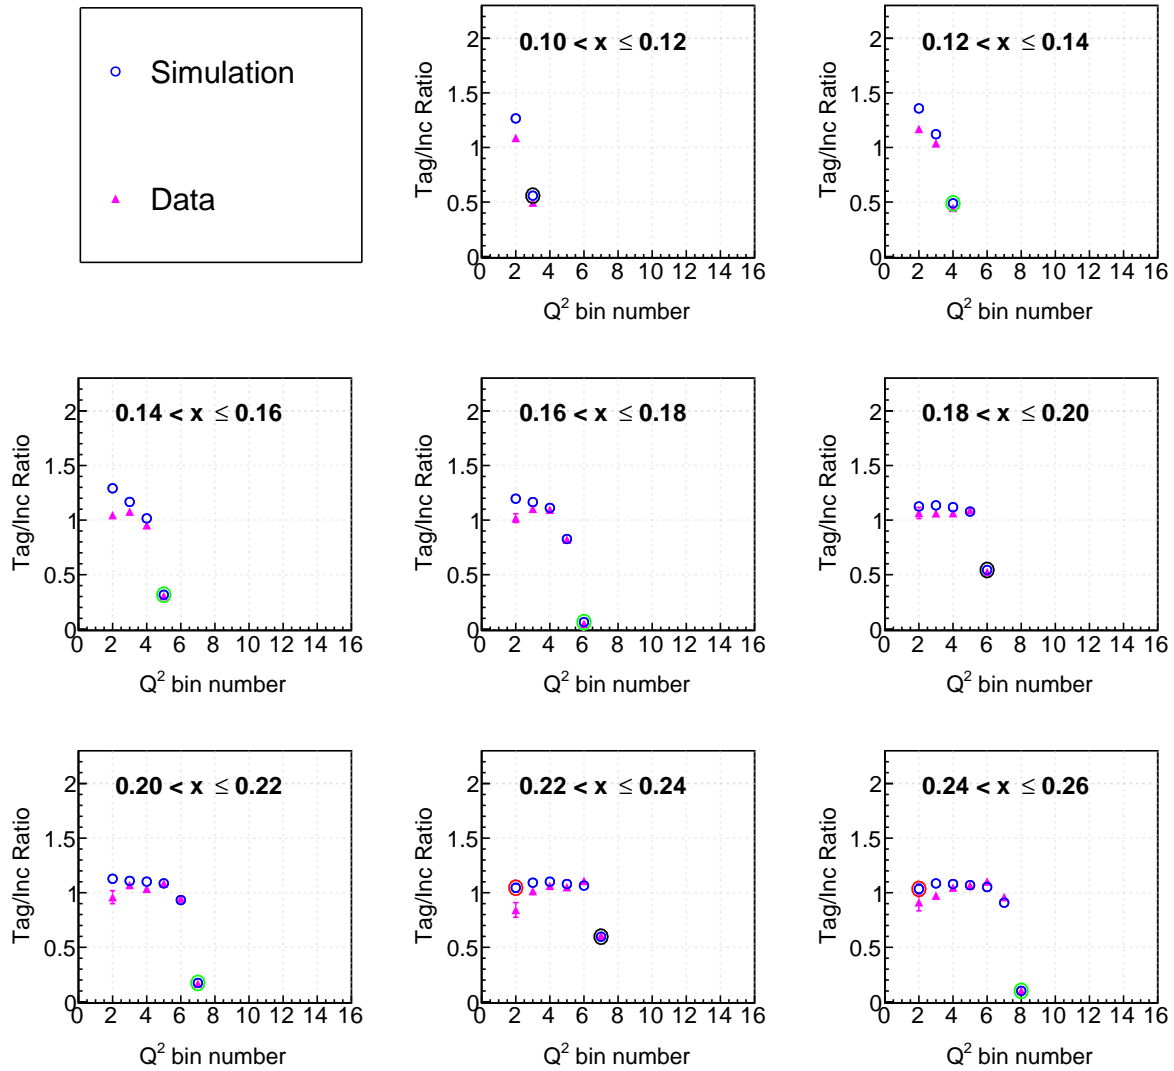 Simulation
Data
0.10 < x ≤ 0.12
Tag/Inc Ratio
2
1.5
1
0.5
0
0 2 4 6 8 10 12 14 16
Q² bin number
0.12 < x ≤ 0.14
Tag/Inc Ratio
2
1.5
1
0.5
0
0 2 4 6 8 10 12 14 16
Q² bin number
0.14 < x ≤ 0.16
Tag/Inc Ratio
2
1.5
1
0.5
0
0 2 4 6 8 10 12 14 16
Q² bin number
0.16 < x ≤ 0.18
Tag/Inc Ratio
2
1.5
1
0.5
0
0 2 4 6 8 10 12 14 16
Q² bin number
0.18 < x ≤ 0.20
Tag/Inc Ratio
2
1.5
1
0.5
0
0 2 4 6 8 10 12 14 16
Q² bin number
0.20 < x ≤ 0.22
Tag/Inc Ratio
2
1.5
1
0.5
0
0 2 4 6 8 10 12 14 16
Q² bin number
0.22 < x ≤ 0.24
Tag/Inc Ratio
2
1.5
1
0.5
0
0 2 4 6 8 10 12 14 16
Q² bin number
0.24 < x ≤ 0.26
Tag/Inc Ratio
2
1.5
1
0.5
0
0 2 4 6 8 10 12 14 16
Q² bin number